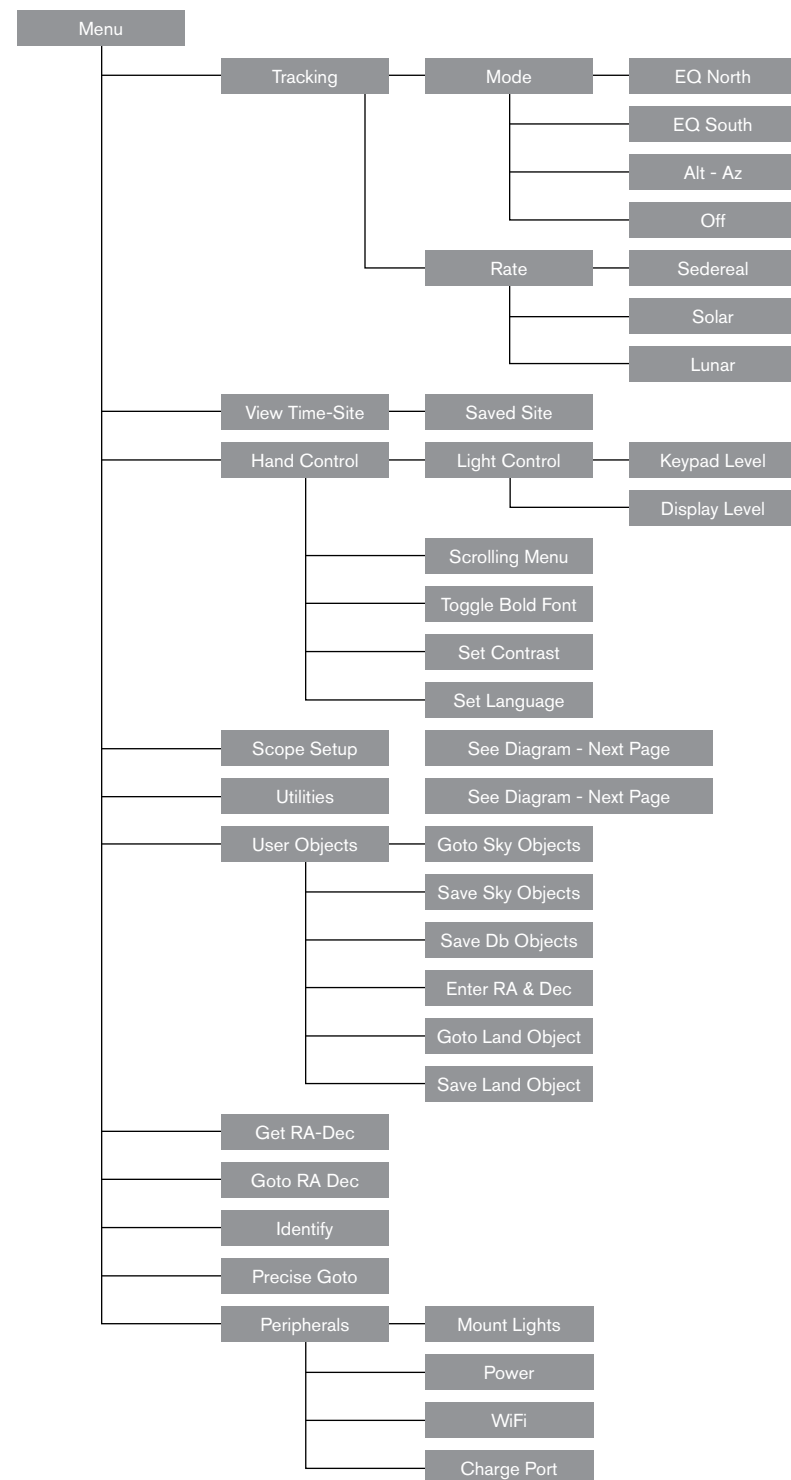 Menu
Tracking
Mode
EQ North
EQ South
Alt - Az
Off
Rate
Sedereal
Solar
Lunar
View Time-Site
Saved Site
Hand Control
Light Control
Keypad Level
Display Level
Scrolling Menu
Toggle Bold Font
Set Contrast
Set Language
Scope Setup
See Diagram - Next Page
Utilities
See Diagram - Next Page
User Objects
Goto Sky Objects
Save Sky Objects
Save Db Objects
Enter RA & Dec
Goto Land Object
Save Land Object
Get RA-Dec
Goto RA Dec
Identify
Precise Goto
Peripherals
Mount Lights
Power
WiFi
Charge Port